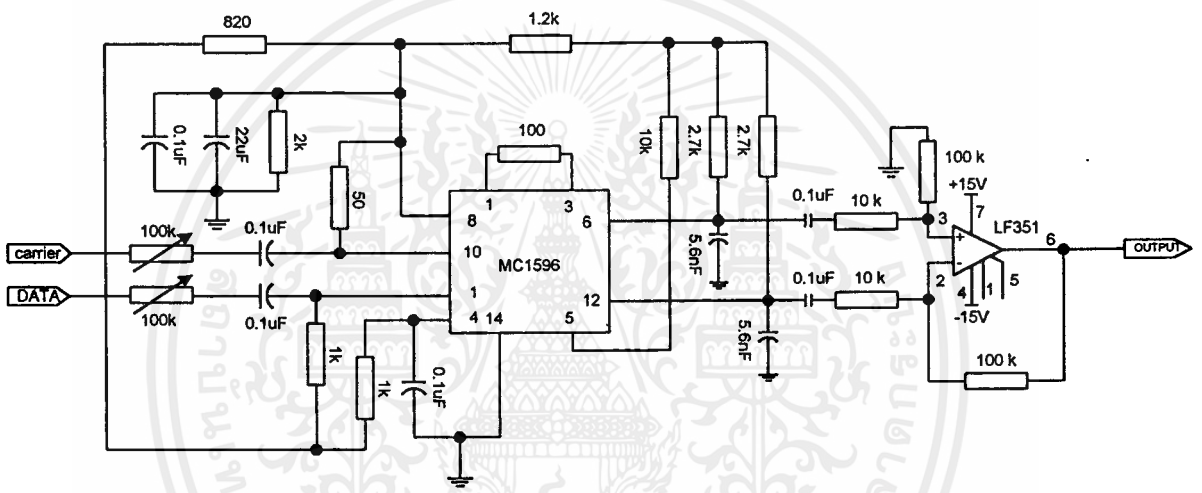 820
1.2k
0.1uF
22uF
2k
50
100
10k
2.7k
2.7k
100 k
+15V
7
3
LF351
6
OUTPUT
+
-
2
4
1
5
-15V
0.1uF
10 k
0.1uF
10 k
100 k
5.6nF
5.6nF
1
3
8
6
10
MC1596
1
12
4
14
5
carrier
100k
0.1uF
DATA
100k
0.1uF
1k
1k
0.1uF